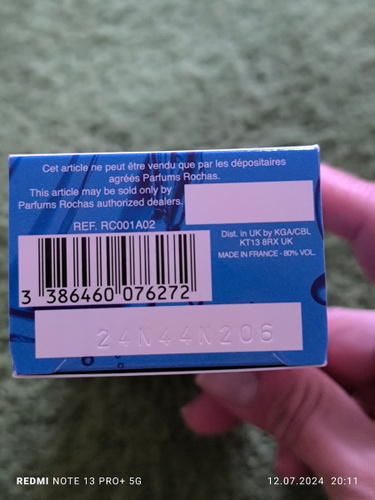 Cet article ne peut être vendu que par les dépositaires
agréés Parfums Rochas.
This article may be sold only by
Parfums Rochas authorized dealers.
REF. RC001A02
Dist. in UK by KGA/CBL
KT13 8RX UK
MADE IN FRANCE - 80% VOL.
3 386460 076272
24N44N206
REDMI NOTE 13 PRO+ 5G
12.07.2024 20:11